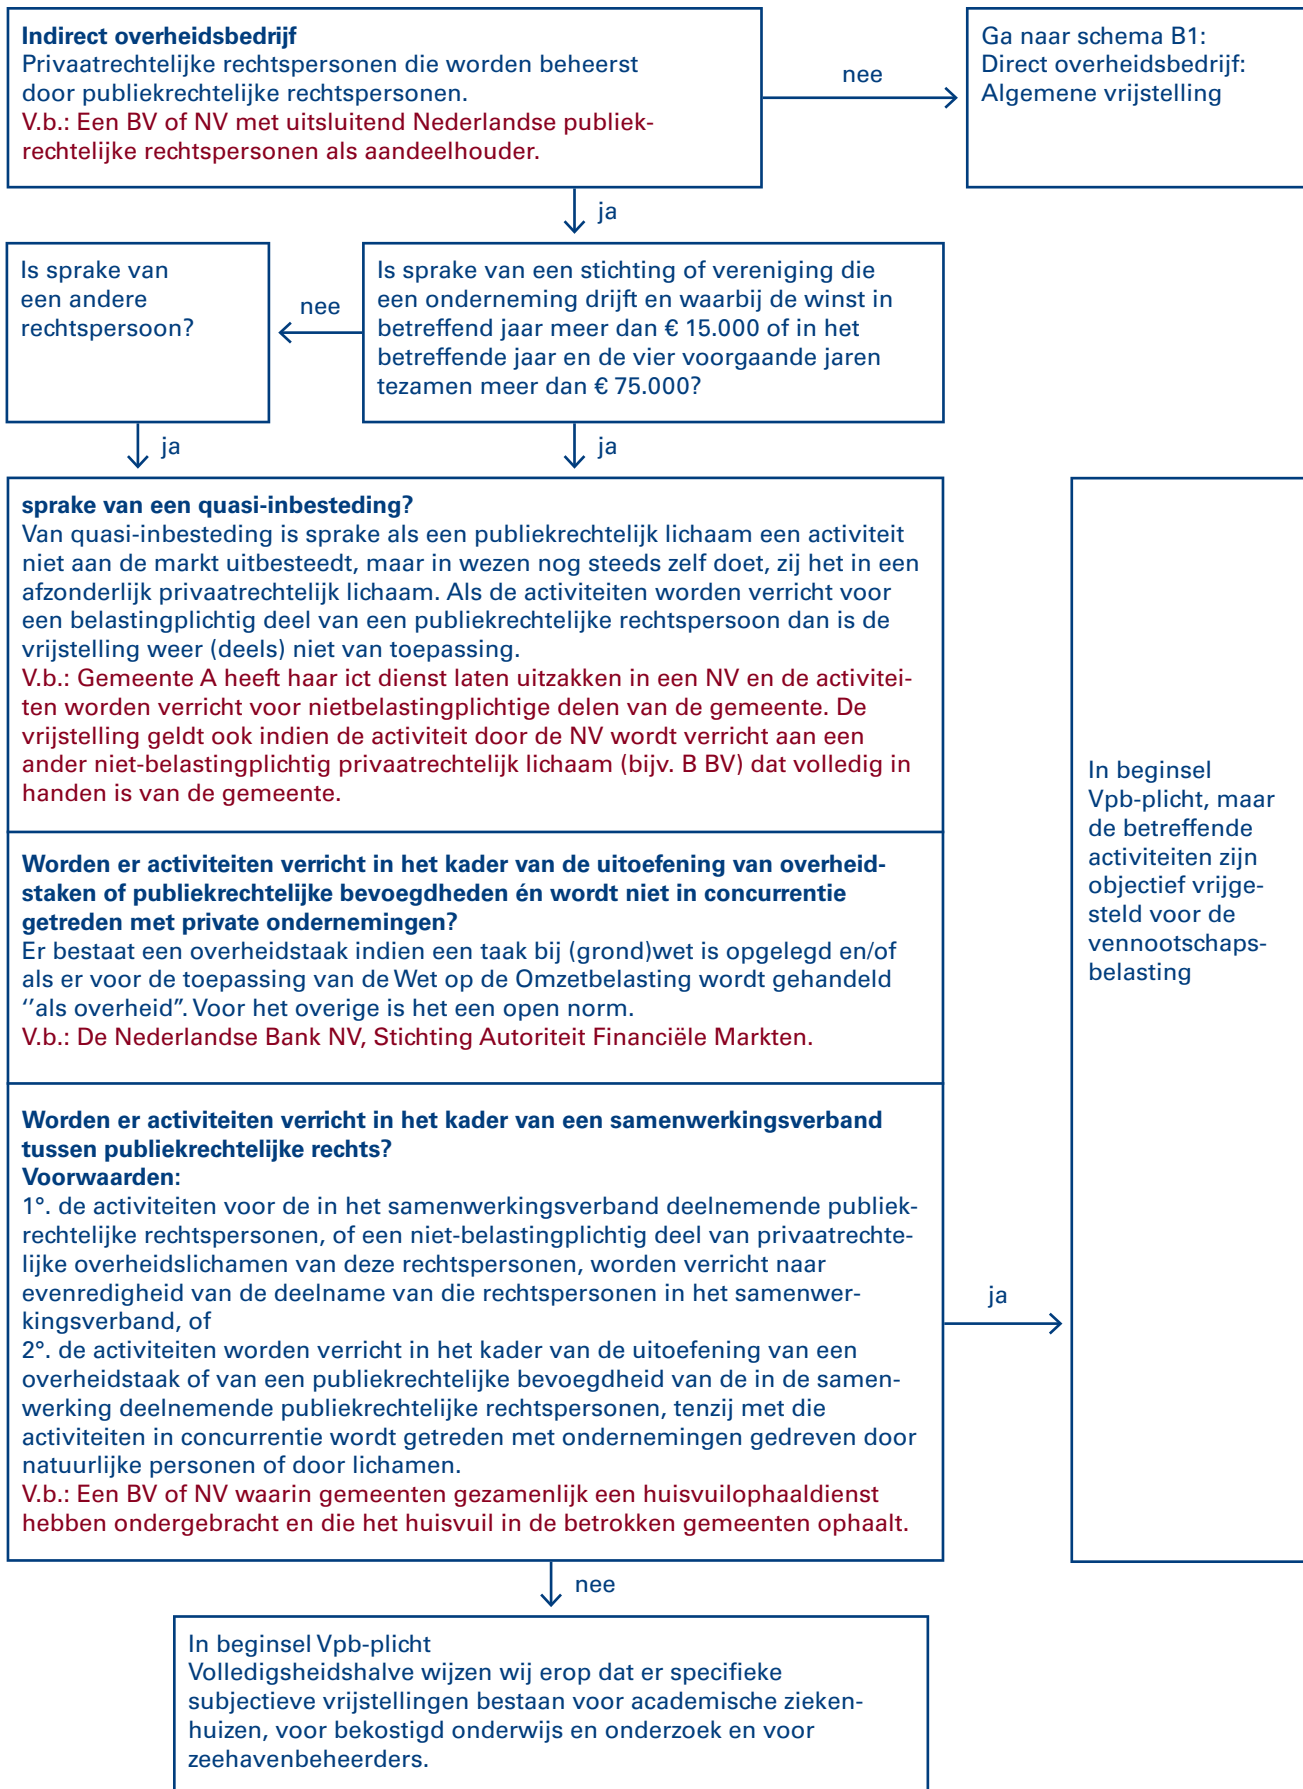 Indirect overheidsbedrijf
Privaatrechtelijke rechtspersonen die worden beheerst
door publiekrechtelijke rechtspersonen.
V.b.: Een BV of NV met uitsluitend Nederlandse publiek-
rechtelijke rechtspersonen als aandeelhouder.
nee
Ga naar schema B1:
Direct overheidsbedrijf:
Algemene vrijstelling
ja
Is sprake van
een andere
rechtspersoon?
nee
Is sprake van een stichting of vereniging die
een onderneming drijft en waarbij de winst in
betreffend jaar meer dan € 15.000 of in het
betreffende jaar en de vier voorgaande jaren
tezamen meer dan € 75.000?
ja
ja
sprake van een quasi-inbesteding?
Van quasi-inbesteding is sprake als een publiekrechtelijk lichaam een activiteit
niet aan de markt uitbesteedt, maar in wezen nog steeds zelf doet, zij het in een
afzonderlijk privaatrechtelijk lichaam. Als de activiteiten worden verricht voor
een belastingplichtig deel van een publiekrechtelijke rechtspersoon dan is de
vrijstelling weer (deels) niet van toepassing.
V.b.: Gemeente A heeft haar ict dienst laten uitzakken in een NV en de activitei-
ten worden verricht voor nietbelastingplichtige delen van de gemeente. De
vrijstelling geldt ook indien de activiteit door de NV wordt verricht aan een
ander niet-belastingplichtig privaatrechtelijk lichaam (bijv. B BV) dat volledig in
handen is van de gemeente.
Worden er activiteiten verricht in het kader van de uitoefening van overheid-
staken of publiekrechtelijke bevoegdheden én wordt niet in concurrentie
getreden met private ondernemingen?
Er bestaat een overheidstaak indien een taak bij (grond)wet is opgelegd en/of
als er voor de toepassing van de Wet op de Omzetbelasting wordt gehandeld
‘’als overheid”. Voor het overige is het een open norm.
V.b.: De Nederlandse Bank NV, Stichting Autoriteit Financiële Markten.
Worden er activiteiten verricht in het kader van een samenwerkingsverband
tussen publiekrechtelijke rechts?
Voorwaarden:
1°. de activiteiten voor de in het samenwerkingsverband deelnemende publiek-
rechtelijke rechtspersonen, of een niet-belastingplichtig deel van privaatrechte-
lijke overheidslichamen van deze rechtspersonen, worden verricht naar
evenredigheid van de deelname van die rechtspersonen in het samenwer-
kingsverband, of
2°. de activiteiten worden verricht in het kader van de uitoefening van een
overheidstaak of van een publiekrechtelijke bevoegdheid van de in de samen-
werking deelnemende publiekrechtelijke rechtspersonen, tenzij met die
activiteiten in concurrentie wordt getreden met ondernemingen gedreven door
natuurlijke personen of door lichamen.
V.b.: Een BV of NV waarin gemeenten gezamenlijk een huisvuilophaaldienst
hebben ondergebracht en die het huisvuil in de betrokken gemeenten ophaalt.
ja
In beginsel
Vpb-plicht, maar
de betreffende
activiteiten zijn
objectief vrijge-
steld voor de
vennootschaps-
belasting
nee
In beginsel Vpb-plicht
Volledigsheidshalve wijzen wij erop dat er specifieke
subjectieve vrijstellingen bestaan voor academische zieken-
huizen, voor bekostigd onderwijs en onderzoek en voor
zeehavenbeheerders.